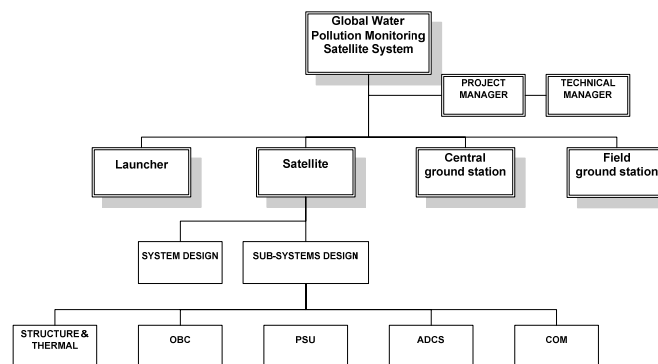 Global Water
Pollution Monitoring
Satellite System
PROJECT
MANAGER
TECHNICAL
MANAGER
Launcher
Satellite
Central
ground station
Field
ground station
SYSTEM DESIGN
SUB-SYSTEMS DESIGN
STRUCTURE &
THERMAL
OBC
PSU
ADCS
COM